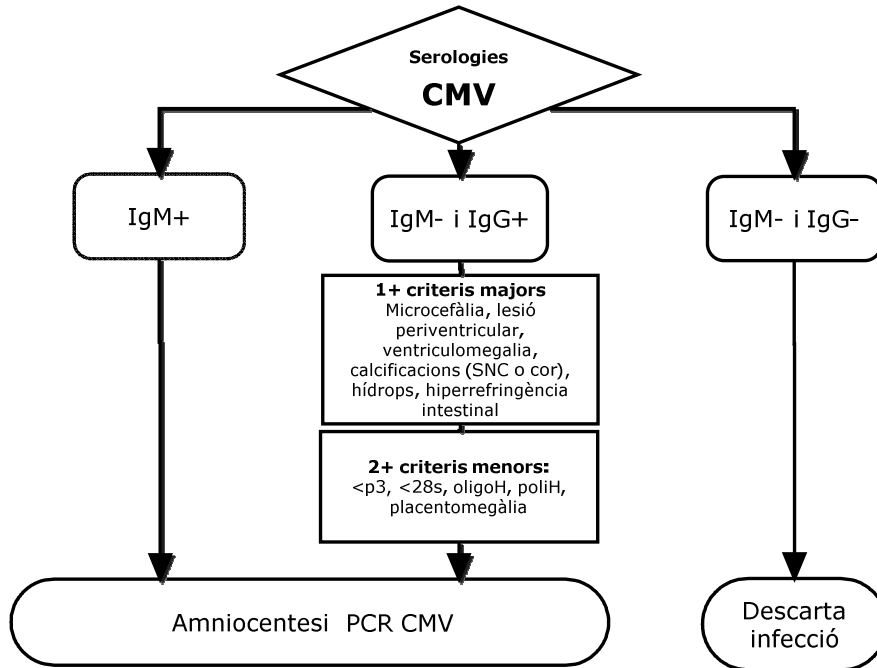 Serologies
CMV
IgM+
IgM- i IgG+
IgM- i IgG-
1+ criteris majors
Microcefàlia, lesió
periventricular,
ventriculomegalia,
calcificacions (SNC o cor),
hídrops, hiperrefringència
intestinal
2+ criteris menors:
<p3, <28s, oligoH, poliH,
placentomegàlia
Amniocentesi PCR CMV
Descarta
infecció